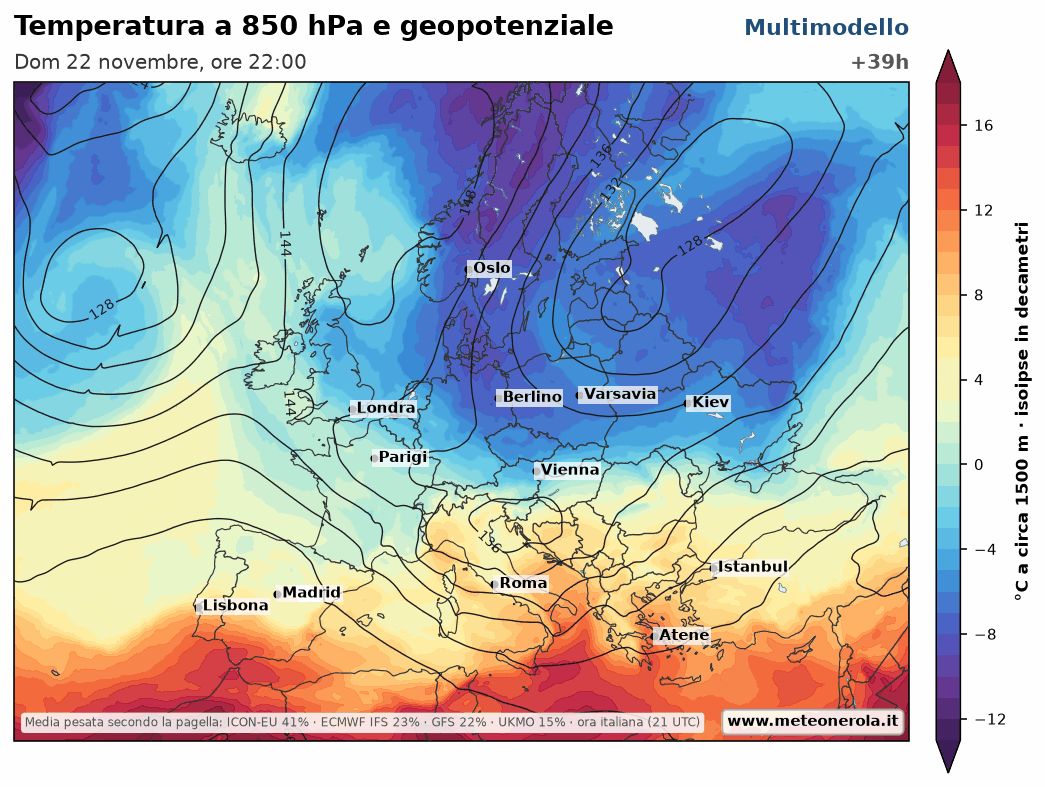 Temperatura a 850 hPa e geopotenziale
Multimodello
Dom 22 novembre, ore 22:00
+39h
136
132
148
144
128
Oslo
128
144
Londra
Berlino
Varsavia
Kiev
Parigi
Vienna
136
Roma
Istanbul
Madrid
Lisbona
Atene
Media pesata secondo la pagella: ICON-EU 41% · ECMWF IFS 23% · GFS 22% · UKMO 15% · ora italiana (21 UTC)
www.meteonerola.it
16
12
8
4
0
−4
−8
−12
°C a circa 1500 m · isoipse in decametri